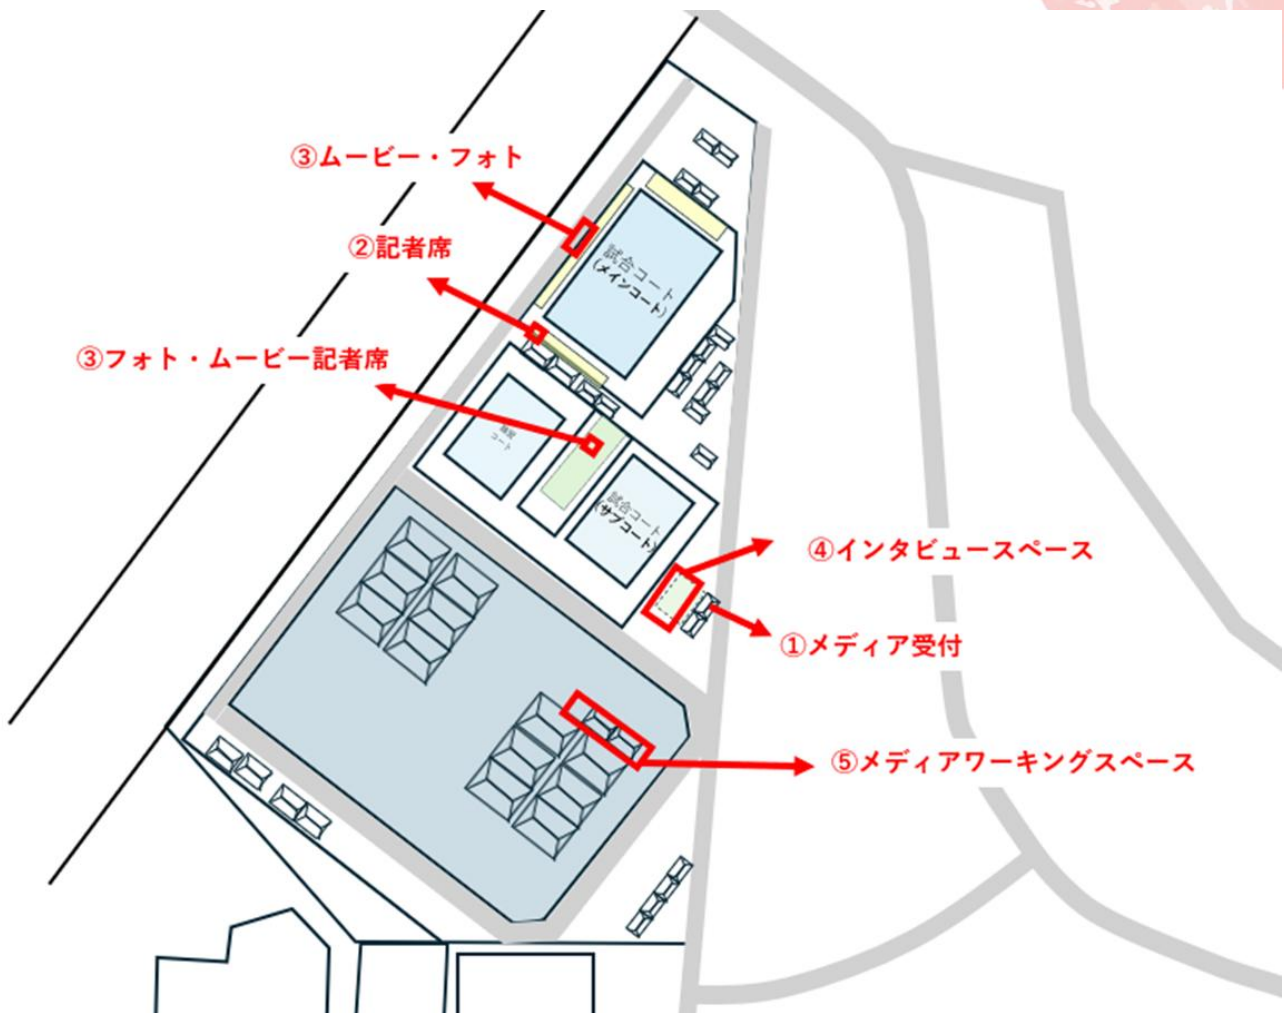 ③ムービー・フォト
②記者席
試合コート
(メインコート)
③フォト・ムービー記者席
コート
試合コート
(サブコート)
④インタビュースペース
①メディア受付
⑤メディアワーキングスペース